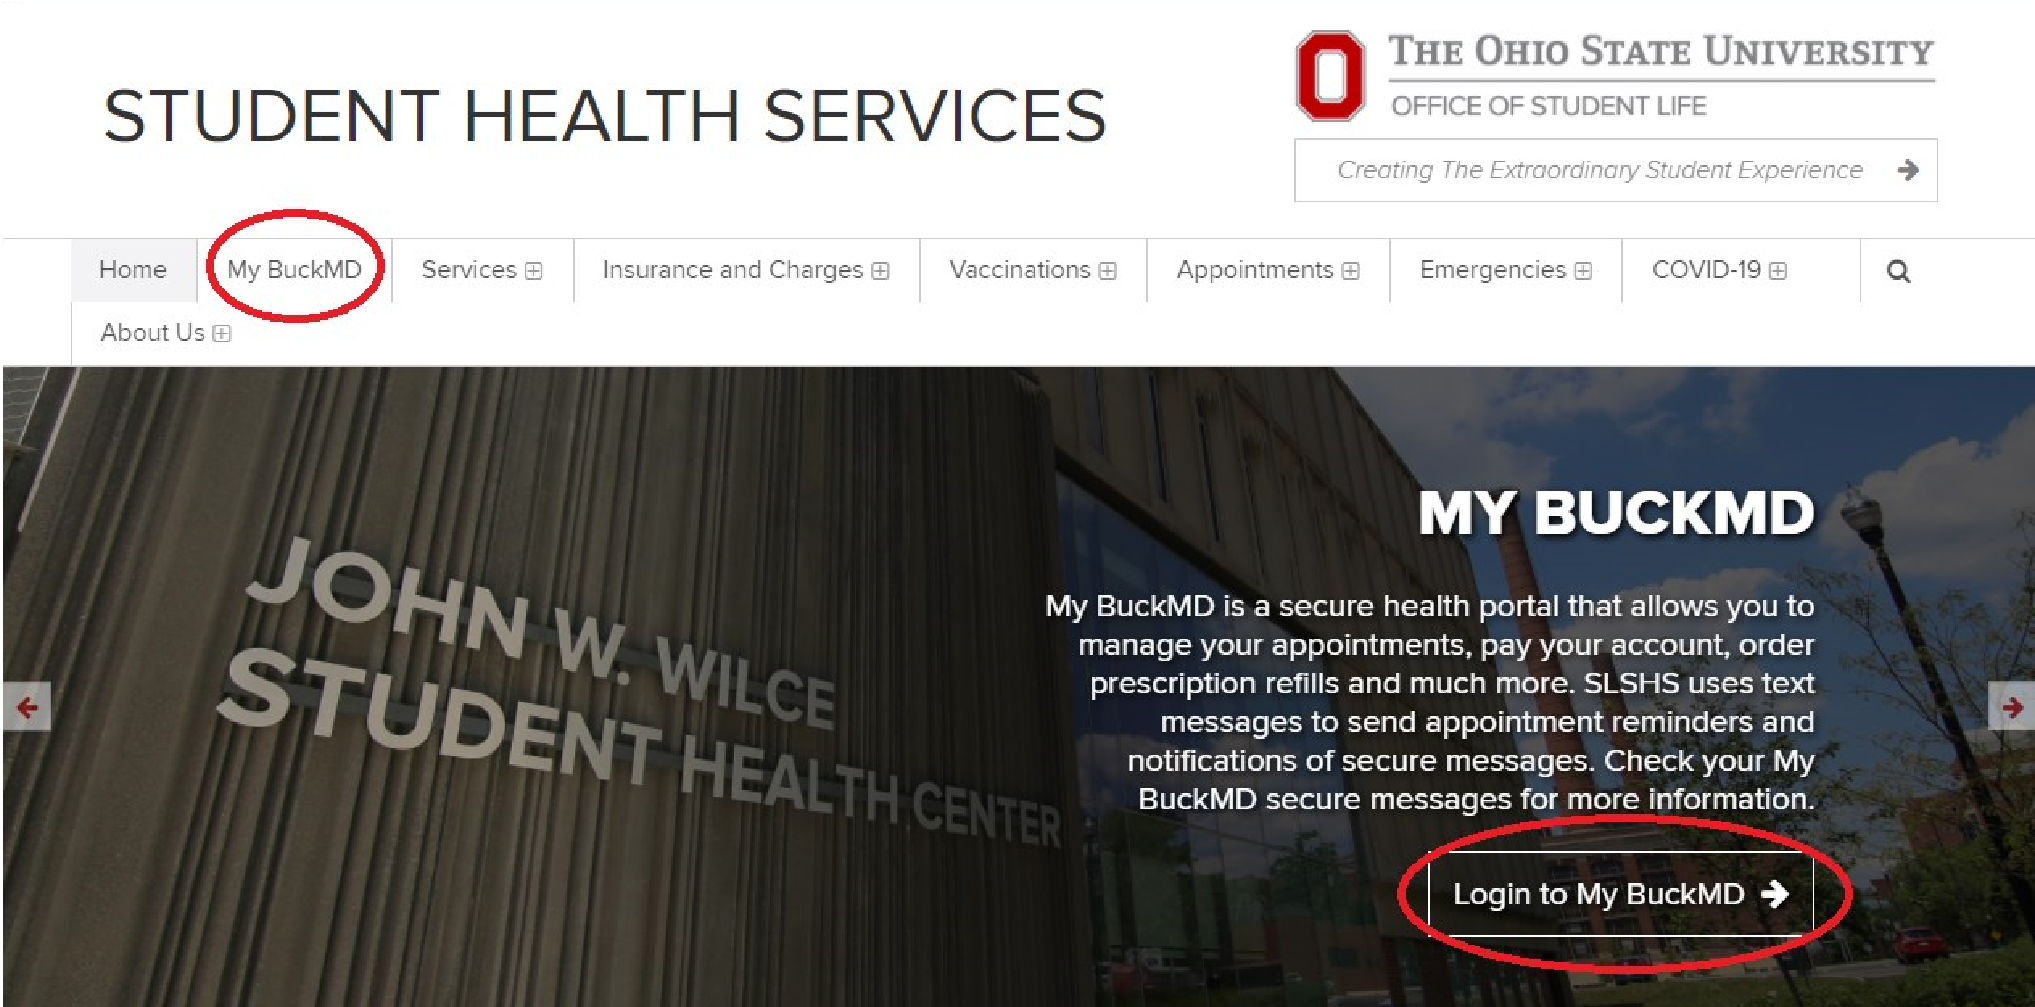 THE OHIO STATE UNIVERSITY
OFFICE OF STUDENT LIFE
STUDENT HEALTH SERVICES
Creating The Extraordinary Student Experience
Home
My BuckMD
Services
Insurance and Charges
Vaccinations
Appointments
Emergencies
COVID-19
About Us
JOHN W. WILCE
STUDENT HEALTH CENTER
MY BUCKMD
My BuckMD is a secure health portal that allows you to
manage your appointments, pay your account, order
prescription refills and much more. SLSHS uses text
messages to send appointment reminders and
notifications of secure messages. Check your My
BuckMD secure messages for more information.
Login to My BuckMD